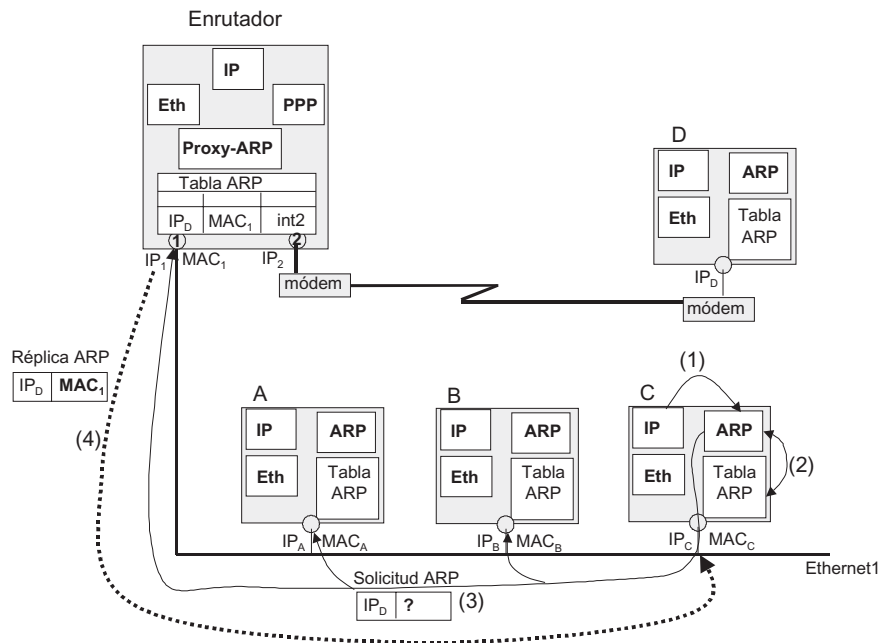 Enrutador
IP
Eth
PPP
Proxy-ARP
Tabla ARP
IP_D MAC_1 int2
1
2
IP_1
MAC_1
IP_2
módem
D
IP
ARP
Eth
Tabla
ARP
IP_D
módem
Réplica ARP
IP_D MAC_1
(4)
A
IP
ARP
Eth
Tabla
ARP
IP_A MAC_A
B
IP
ARP
Eth
Tabla
ARP
IP_B MAC_B
(1)
C
IP
ARP
(2)
Eth
Tabla
ARP
IP_C MAC_C
Ethernet1
Solicitud ARP
IP_D ?
(3)